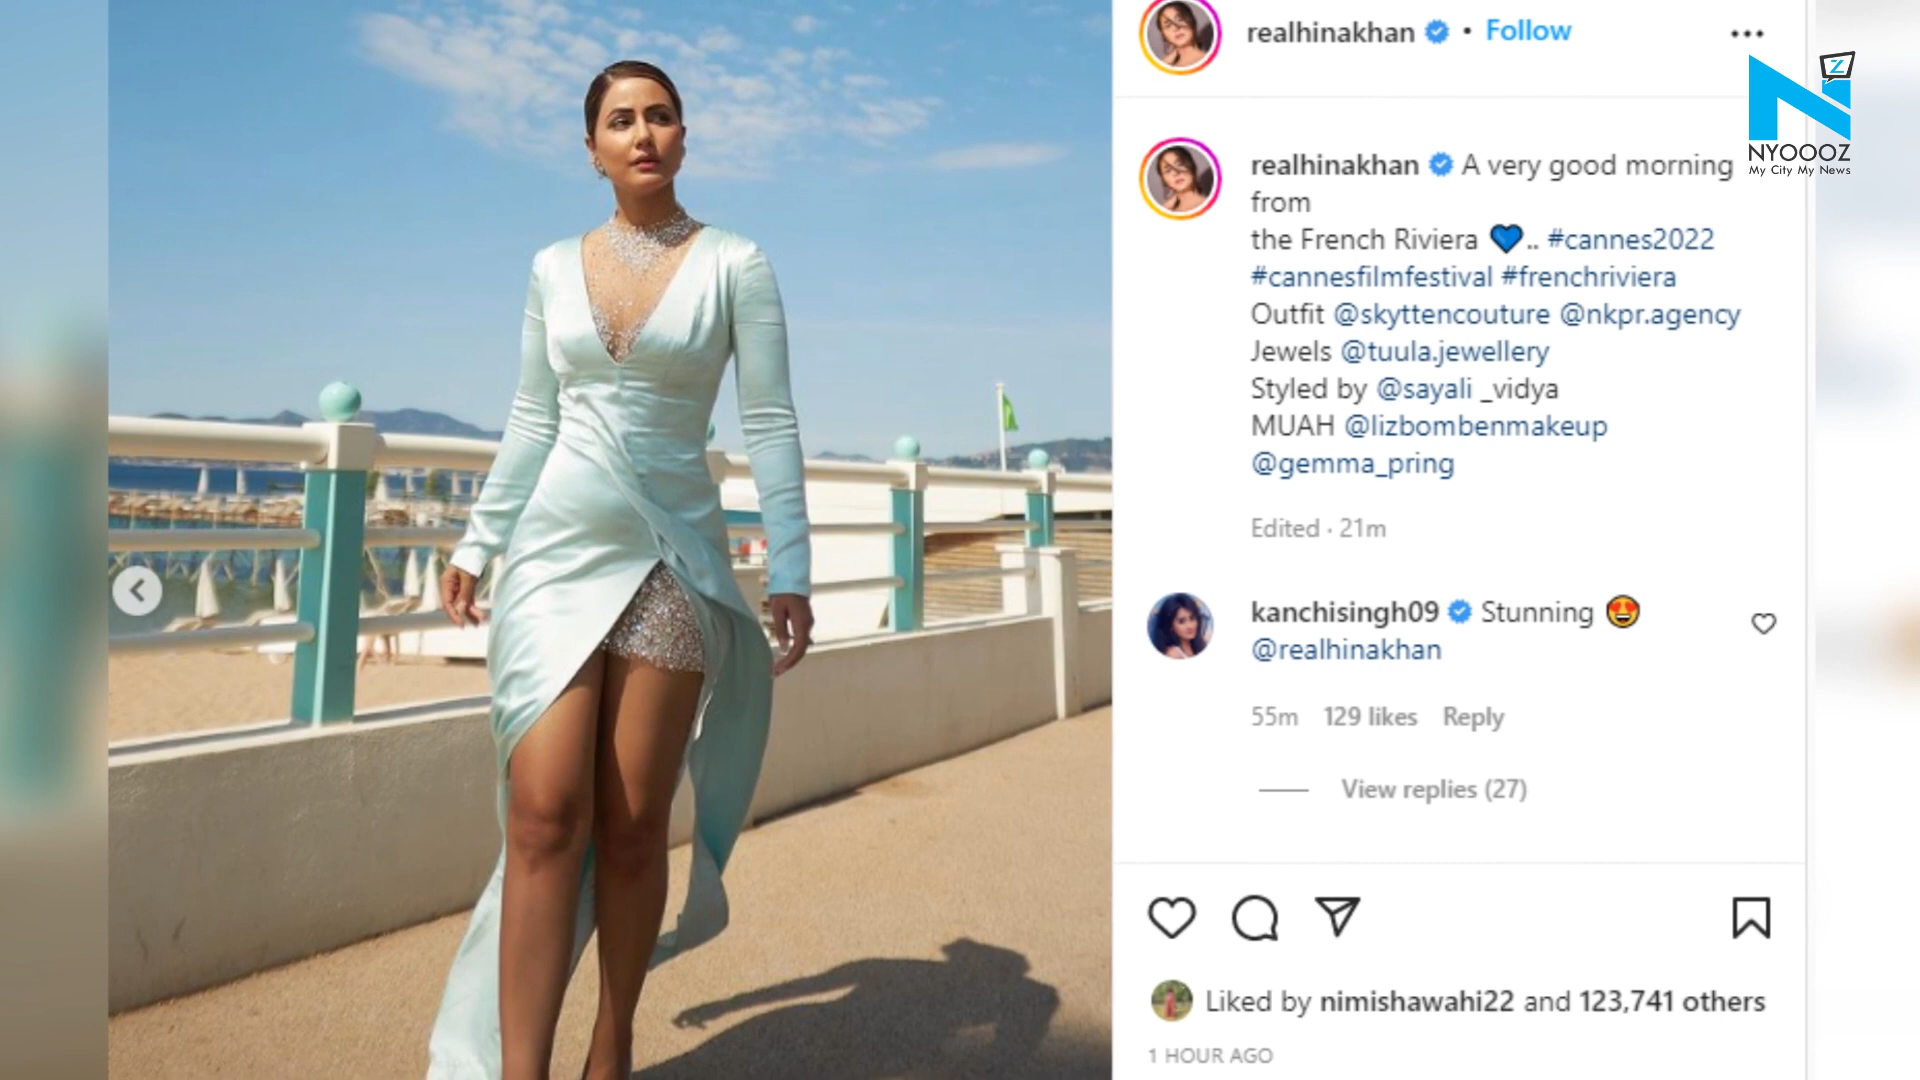 realhinakhan • Follow
NYOOOZ
My City My News
realhinakhan A very good morning
from
the French Riviera 💙.. #cannes2022
#cannesfilmfestival #frenchriviera
Outfit @skyttencouture @nkpr.agency
Jewels @tuula.jewellery
Styled by @sayali _vidya
MUAH @lizbombenmakeup
@gemma_pring
Edited · 21m
kanchisingh09 Stunning 😍
@realhinakhan
55m 129 likes Reply
View replies (27)
Liked by nimishawahi22 and 123,741 others
1 HOUR AGO